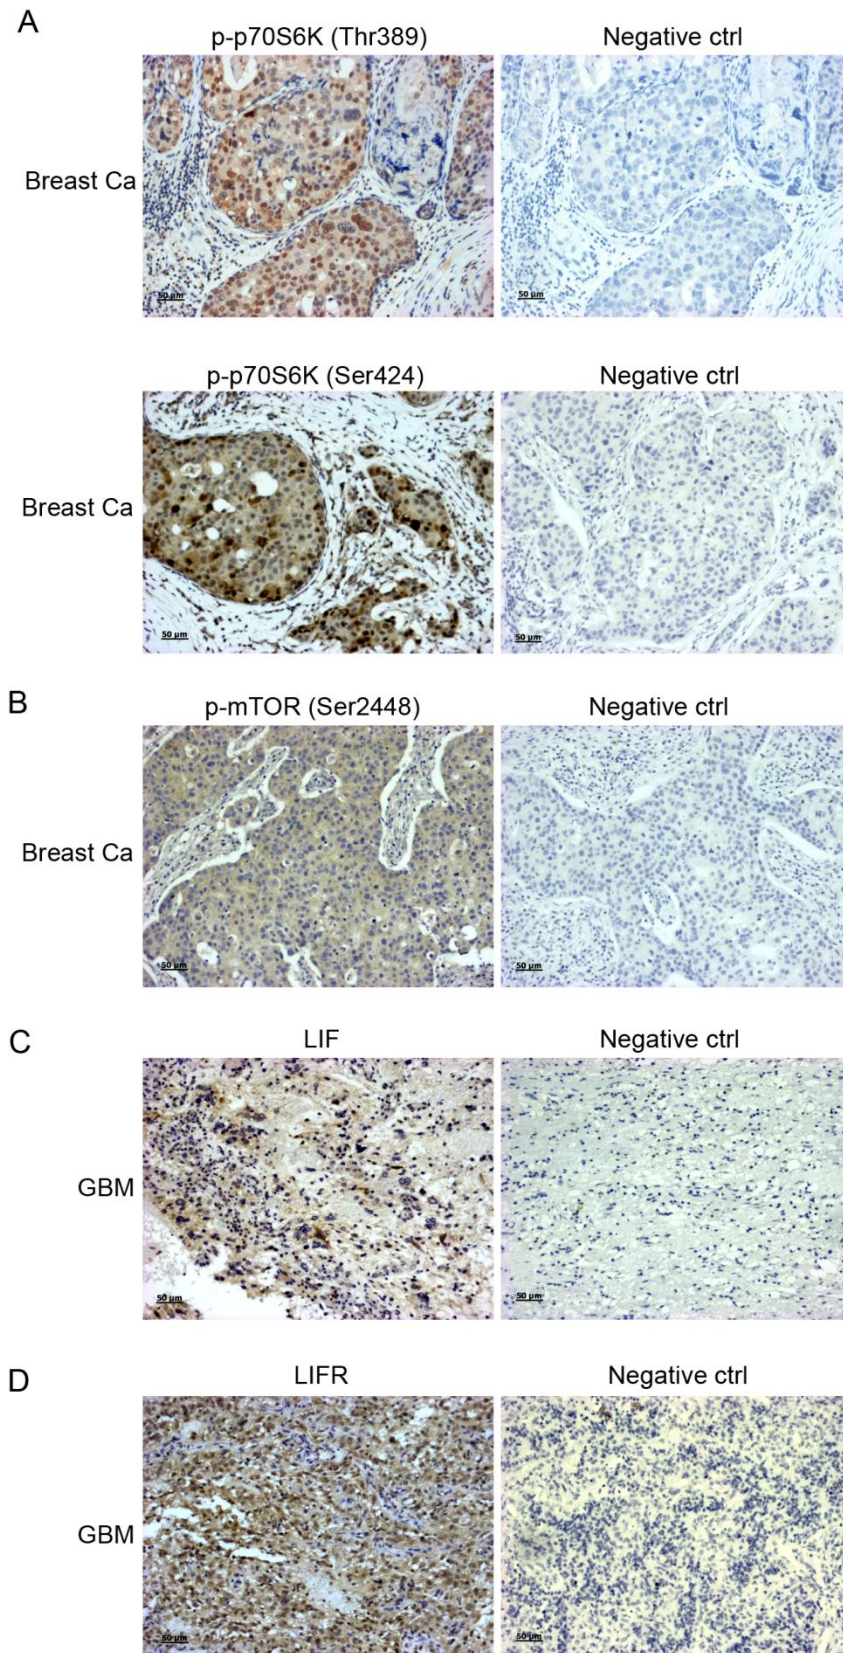 A
p-p70S6K (Thr389) Negative ctrl
Breast Ca
50 µm 50 µm
p-p70S6K (Ser424) Negative ctrl
Breast Ca
50 µm 50 µm
B
p-mTOR (Ser2448) Negative ctrl
Breast Ca
50 µm 50 µm
C
LIF Negative ctrl
GBM
50 µm 50 µm
D
LIFR Negative ctrl
GBM
50 µm 50 µm